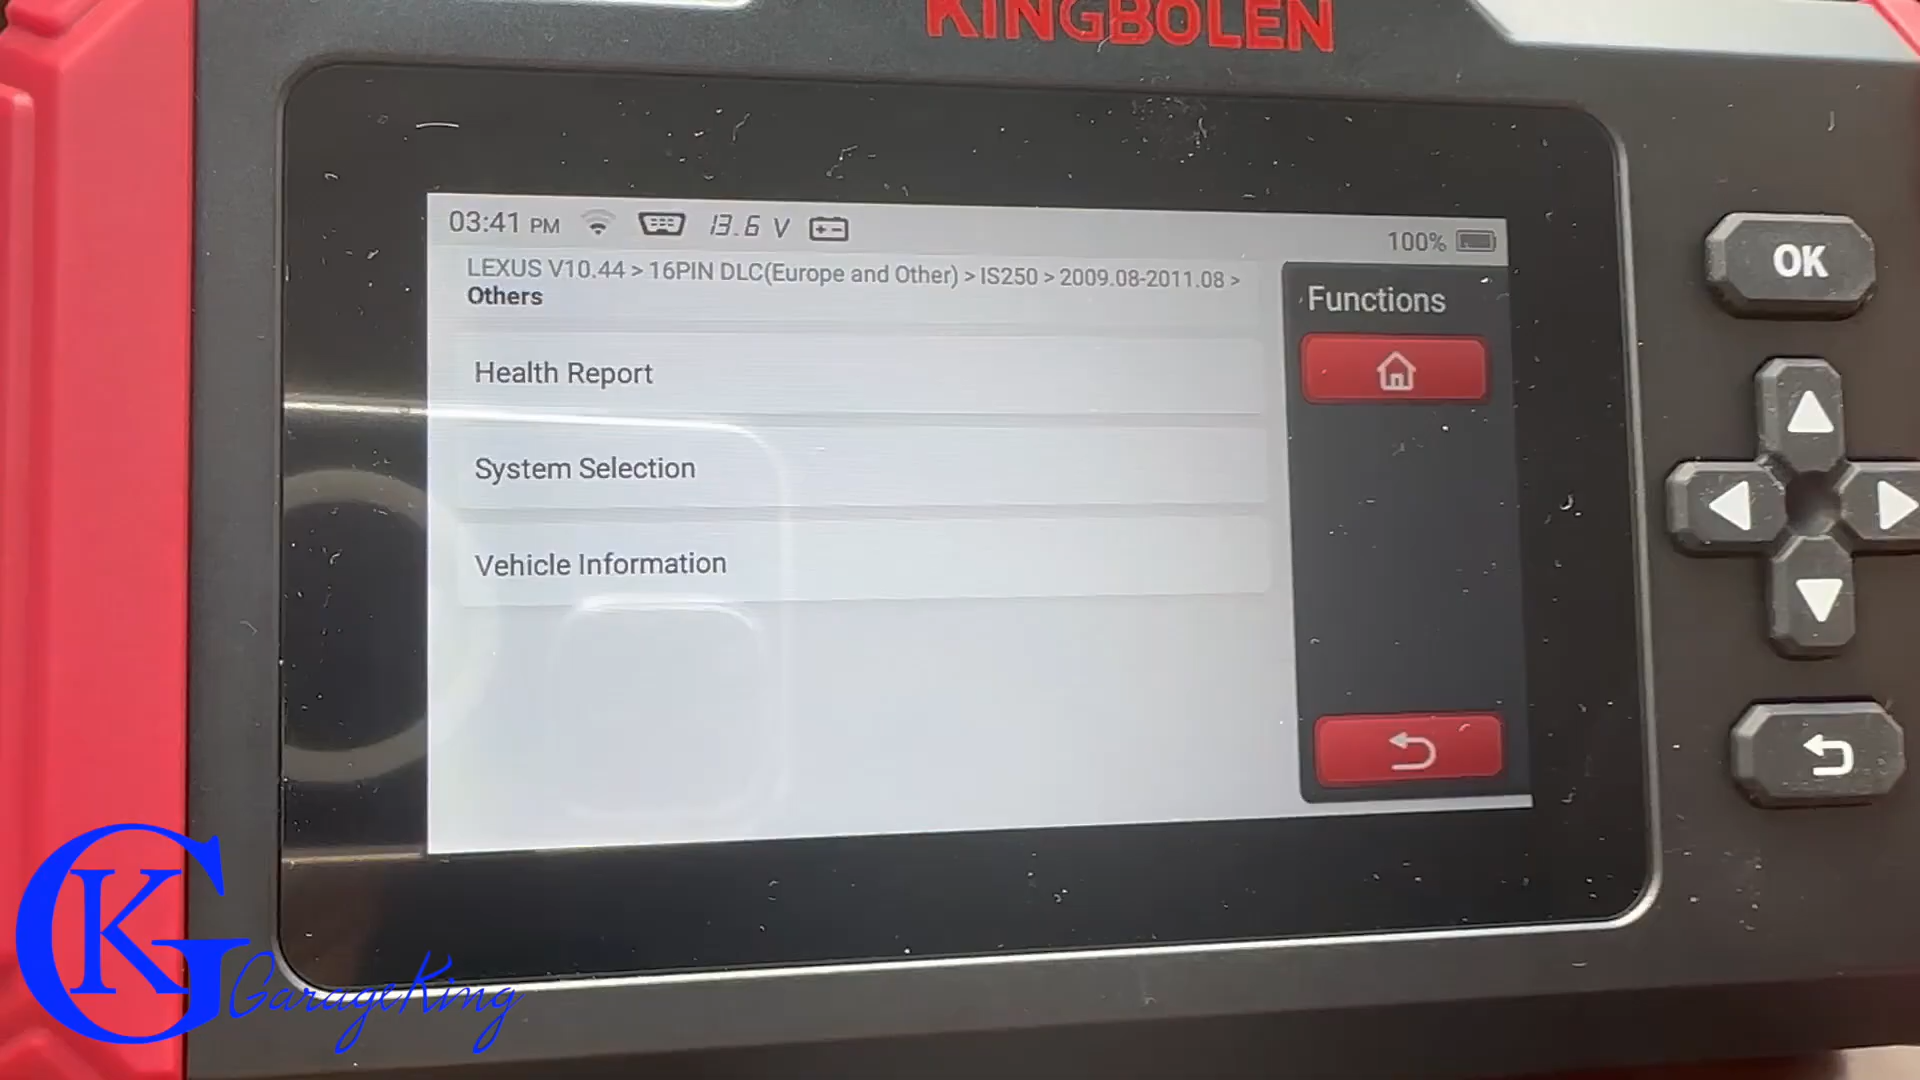 KINGBOLEN
03:41 PM 13.6 V 100%
LEXUS V10.44 > 16PIN DLC(Europe and Other) > IS250 > 2009.08-2011.08 >
Others
Functions
Health Report
System Selection
Vehicle Information
OK
GK
GarageKing